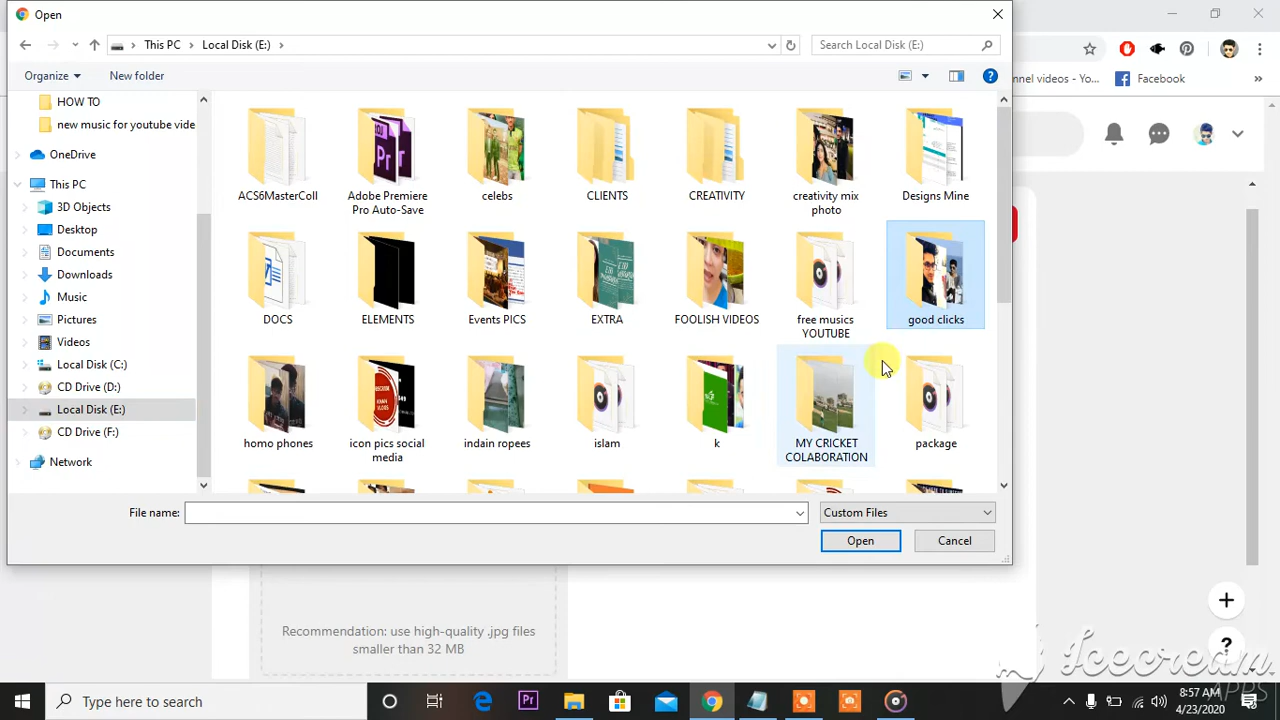 Open
This PC
Local Disk (E:)
Search Local Disk (E:)
Organize
New folder
nnel videos - Yo...
Facebook
HOW TO
new music for youtube vide
OneDrive
This PC
3D Objects
Desktop
Documents
Downloads
Music
Pictures
Videos
Local Disk (C:)
CD Drive (D:)
Local Disk (E:)
CD Drive (F:)
Network
ACS6MasterColl
Adobe Premiere
Pro Auto-Save
celebs
CLIENTS
CREATIVITY
creativity mix
photo
Designs Mine
DOCS
ELEMENTS
Events PICS
EXTRA
FOOLISH VIDEOS
free musics
YOUTUBE
good clicks
homo phones
icon pics social
media
indain ropees
islam
k
MY CRICKET
COLABORATION
package
File name:
Custom Files
Open
Cancel
Recommendation: use high-quality .jpg files
smaller than 32 MB
Icecream
APPS
Type here to search
8:57 AM
4/23/2020